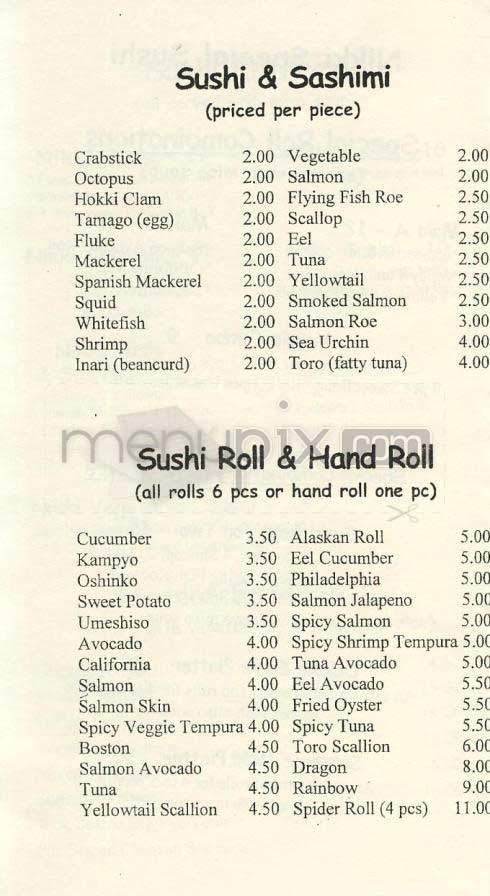 Sushi & Sashimi
(priced per piece)
Crabstick 2.00 Vegetable 2.00
Octopus 2.00 Salmon 2.00
Hokki Clam 2.00 Flying Fish Roe 2.50
Tamago (egg) 2.00 Scallop 2.50
Fluke 2.00 Eel 2.50
Mackerel 2.00 Tuna 2.50
Spanish Mackerel 2.00 Yellowtail 2.50
Squid 2.00 Smoked Salmon 2.50
Whitefish 2.00 Salmon Roe 3.00
Shrimp 2.00 Sea Urchin 4.00
Inari (beancurd) 2.00 Toro (fatty tuna) 4.00
menupix.com
Sushi Roll & Hand Roll
(all rolls 6 pcs or hand roll one pc)
Cucumber 3.50 Alaskan Roll 5.00
Kampyo 3.50 Eel Cucumber 5.00
Oshinko 3.50 Philadelphia 5.00
Sweet Potato 3.50 Salmon Jalapeno 5.00
Umeshiso 3.50 Spicy Salmon 5.00
Avocado 4.00 Spicy Shrimp Tempura 5.00
California 4.00 Tuna Avocado 5.00
Salmon 4.00 Eel Avocado 5.50
Salmon Skin 4.00 Fried Oyster 5.50
Spicy Veggie Tempura 4.00 Spicy Tuna 5.50
Boston 4.50 Toro Scallion 6.00
Salmon Avocado 4.50 Dragon 8.00
Tuna 4.50 Rainbow 9.00
Yellowtail Scallion 4.50 Spider Roll (4 pcs) 11.00